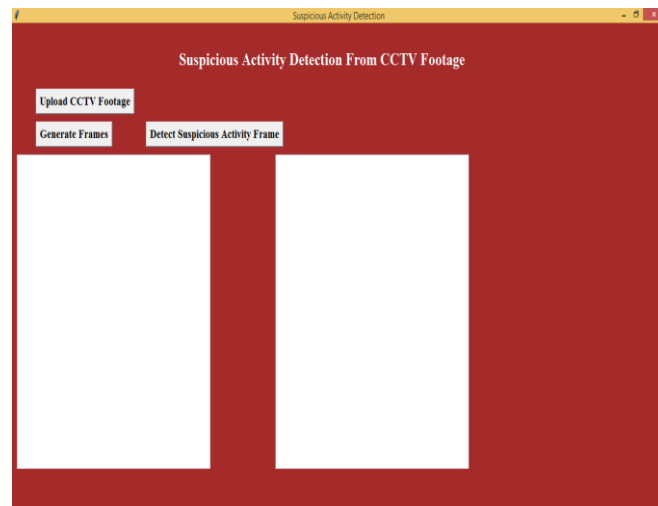 Suspicious Activity Detection
Suspicious Activity Detection From CCTV Footage
Upload CCTV Footage
Generate Frames
Detect Suspicious Activity Frame